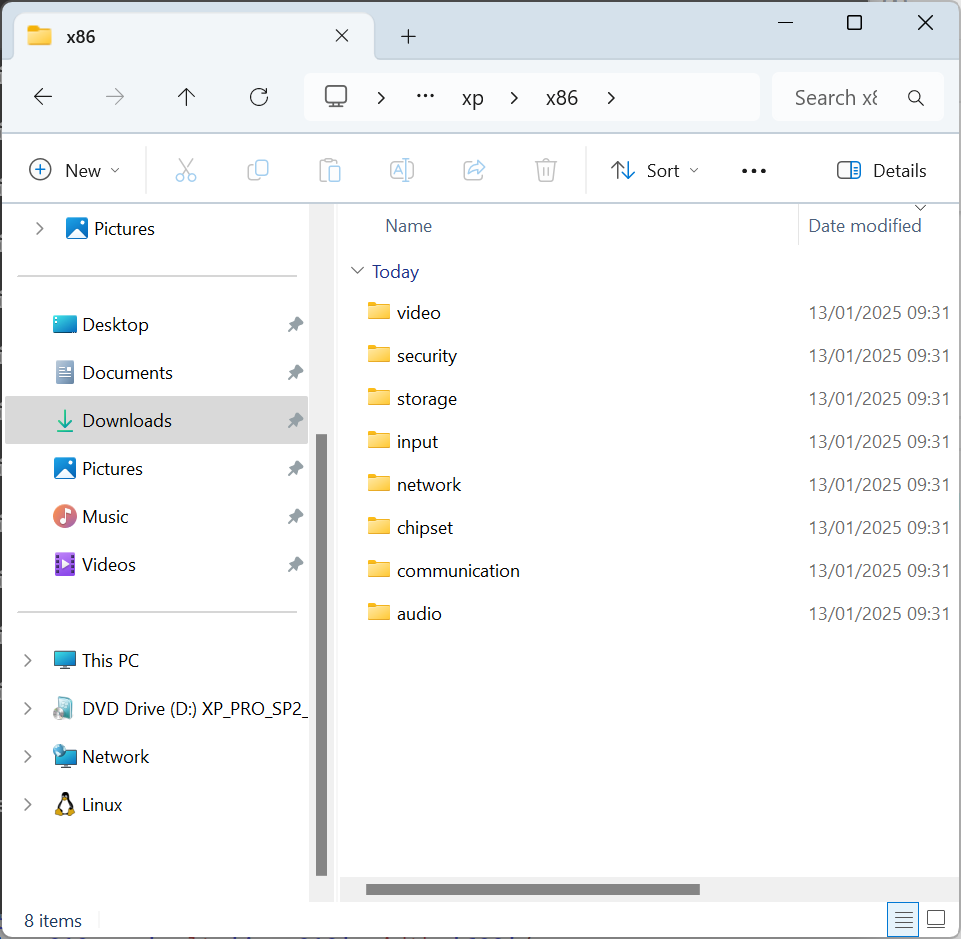 x86
xp x86 Search x8
New Sort Details
Pictures
Desktop
Documents
Downloads
Pictures
Music
Videos
This PC
DVD Drive (D:) XP_PRO_SP2_
Network
Linux
Name Date modified
Today
video 13/01/2025 09:31
security 13/01/2025 09:31
storage 13/01/2025 09:31
input 13/01/2025 09:31
network 13/01/2025 09:31
chipset 13/01/2025 09:31
communication 13/01/2025 09:31
audio 13/01/2025 09:31
8 items